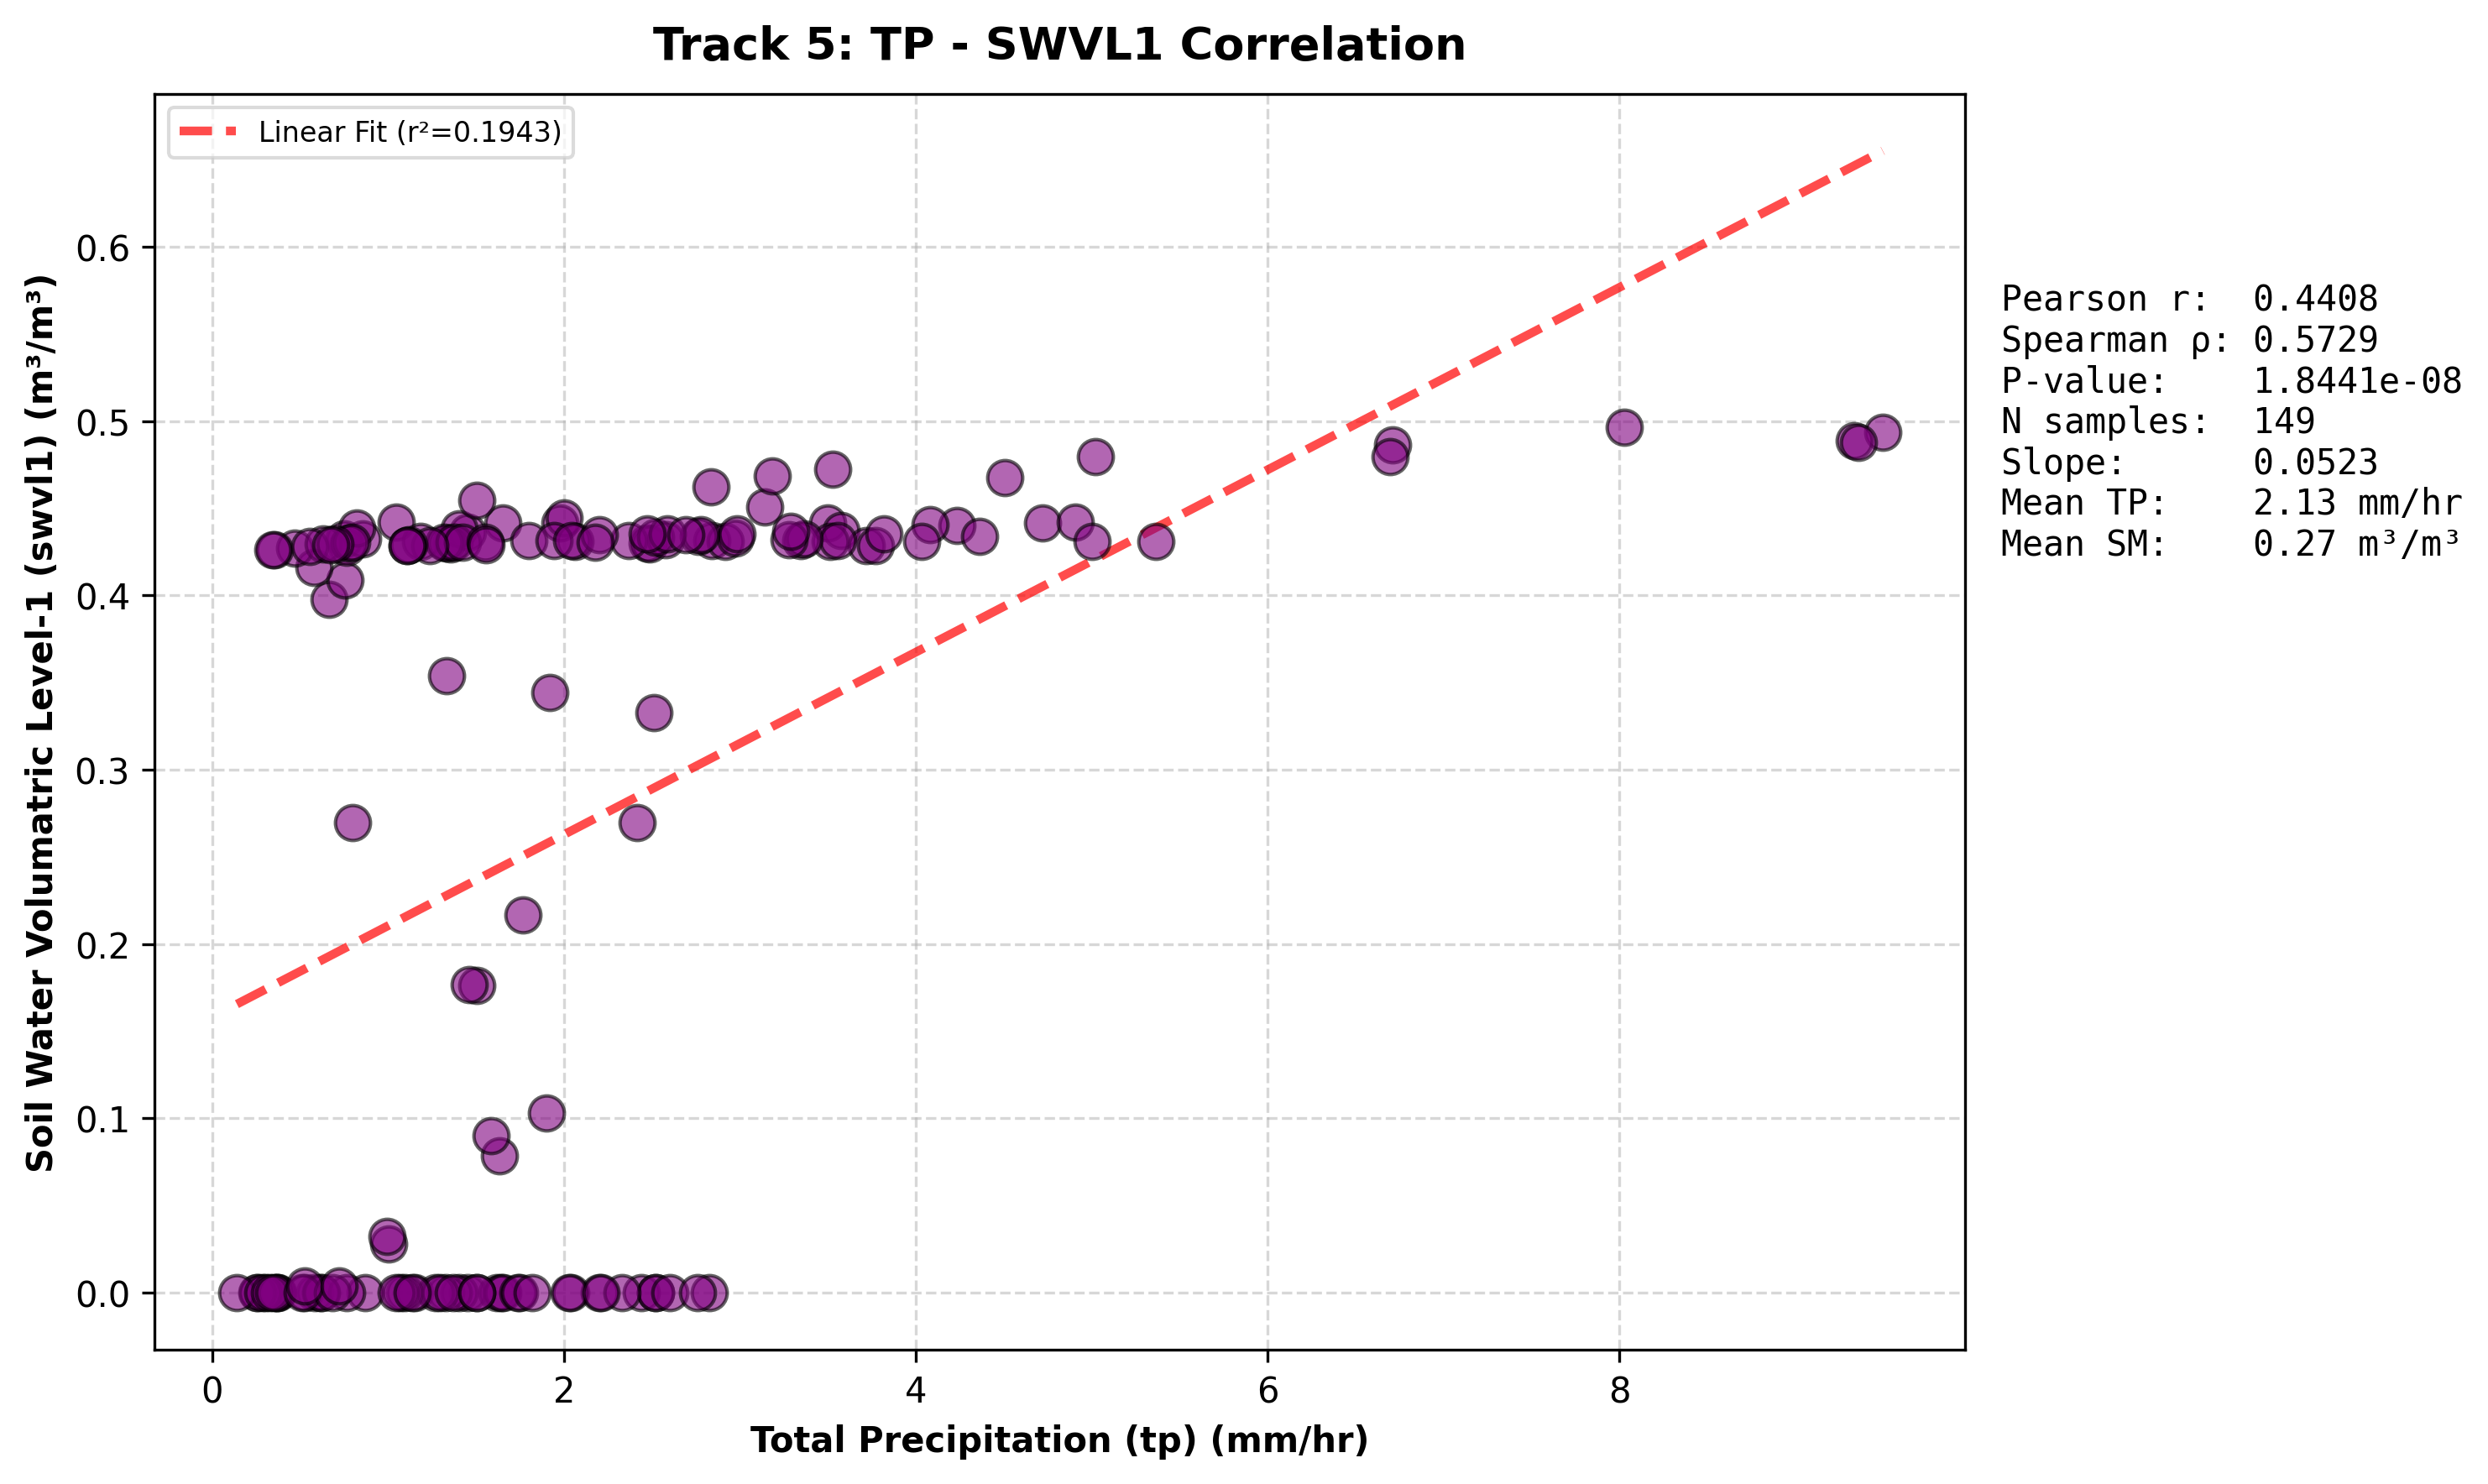 Track 5: TP - SWVL1 Correlation
Linear Fit (r²=0.1943)
Soil Water Volumatric Level-1 (swvl1) (m³/m³)
0.6
0.5
0.4
0.3
0.2
0.1
0.0
0 2 4 6 8
Total Precipitation (tp) (mm/hr)
Pearson r: 0.4408
Spearman ρ: 0.5729
P-value: 1.8441e-08
N samples: 149
Slope: 0.0523
Mean TP: 2.13 mm/hr
Mean SM: 0.27 m³/m³